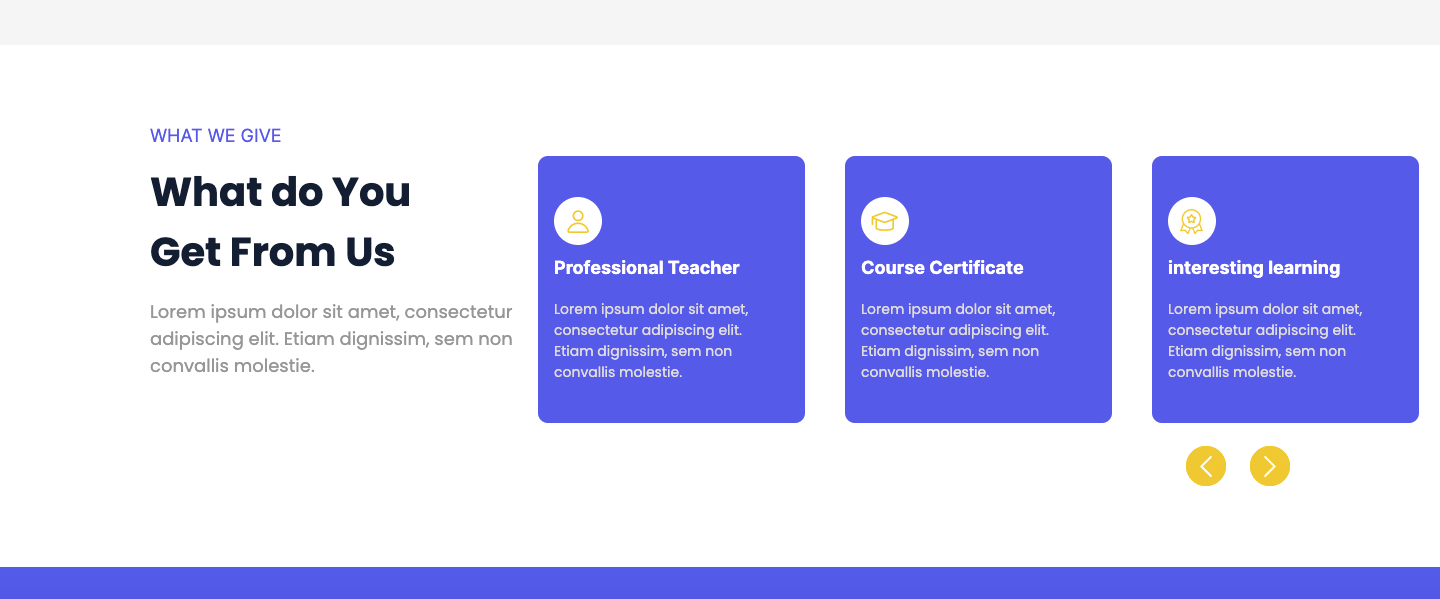 WHAT WE GIVE
What do You
Get From Us
Lorem ipsum dolor sit amet, consectetur
adipiscing elit. Etiam dignissim, sem non
convallis molestie.
Professional Teacher
Lorem ipsum dolor sit amet,
consectetur adipiscing elit.
Etiam dignissim, sem non
convallis molestie.
Course Certificate
Lorem ipsum dolor sit amet,
consectetur adipiscing elit.
Etiam dignissim, sem non
convallis molestie.
interesting learning
Lorem ipsum dolor sit amet,
consectetur adipiscing elit.
Etiam dignissim, sem non
convallis molestie.